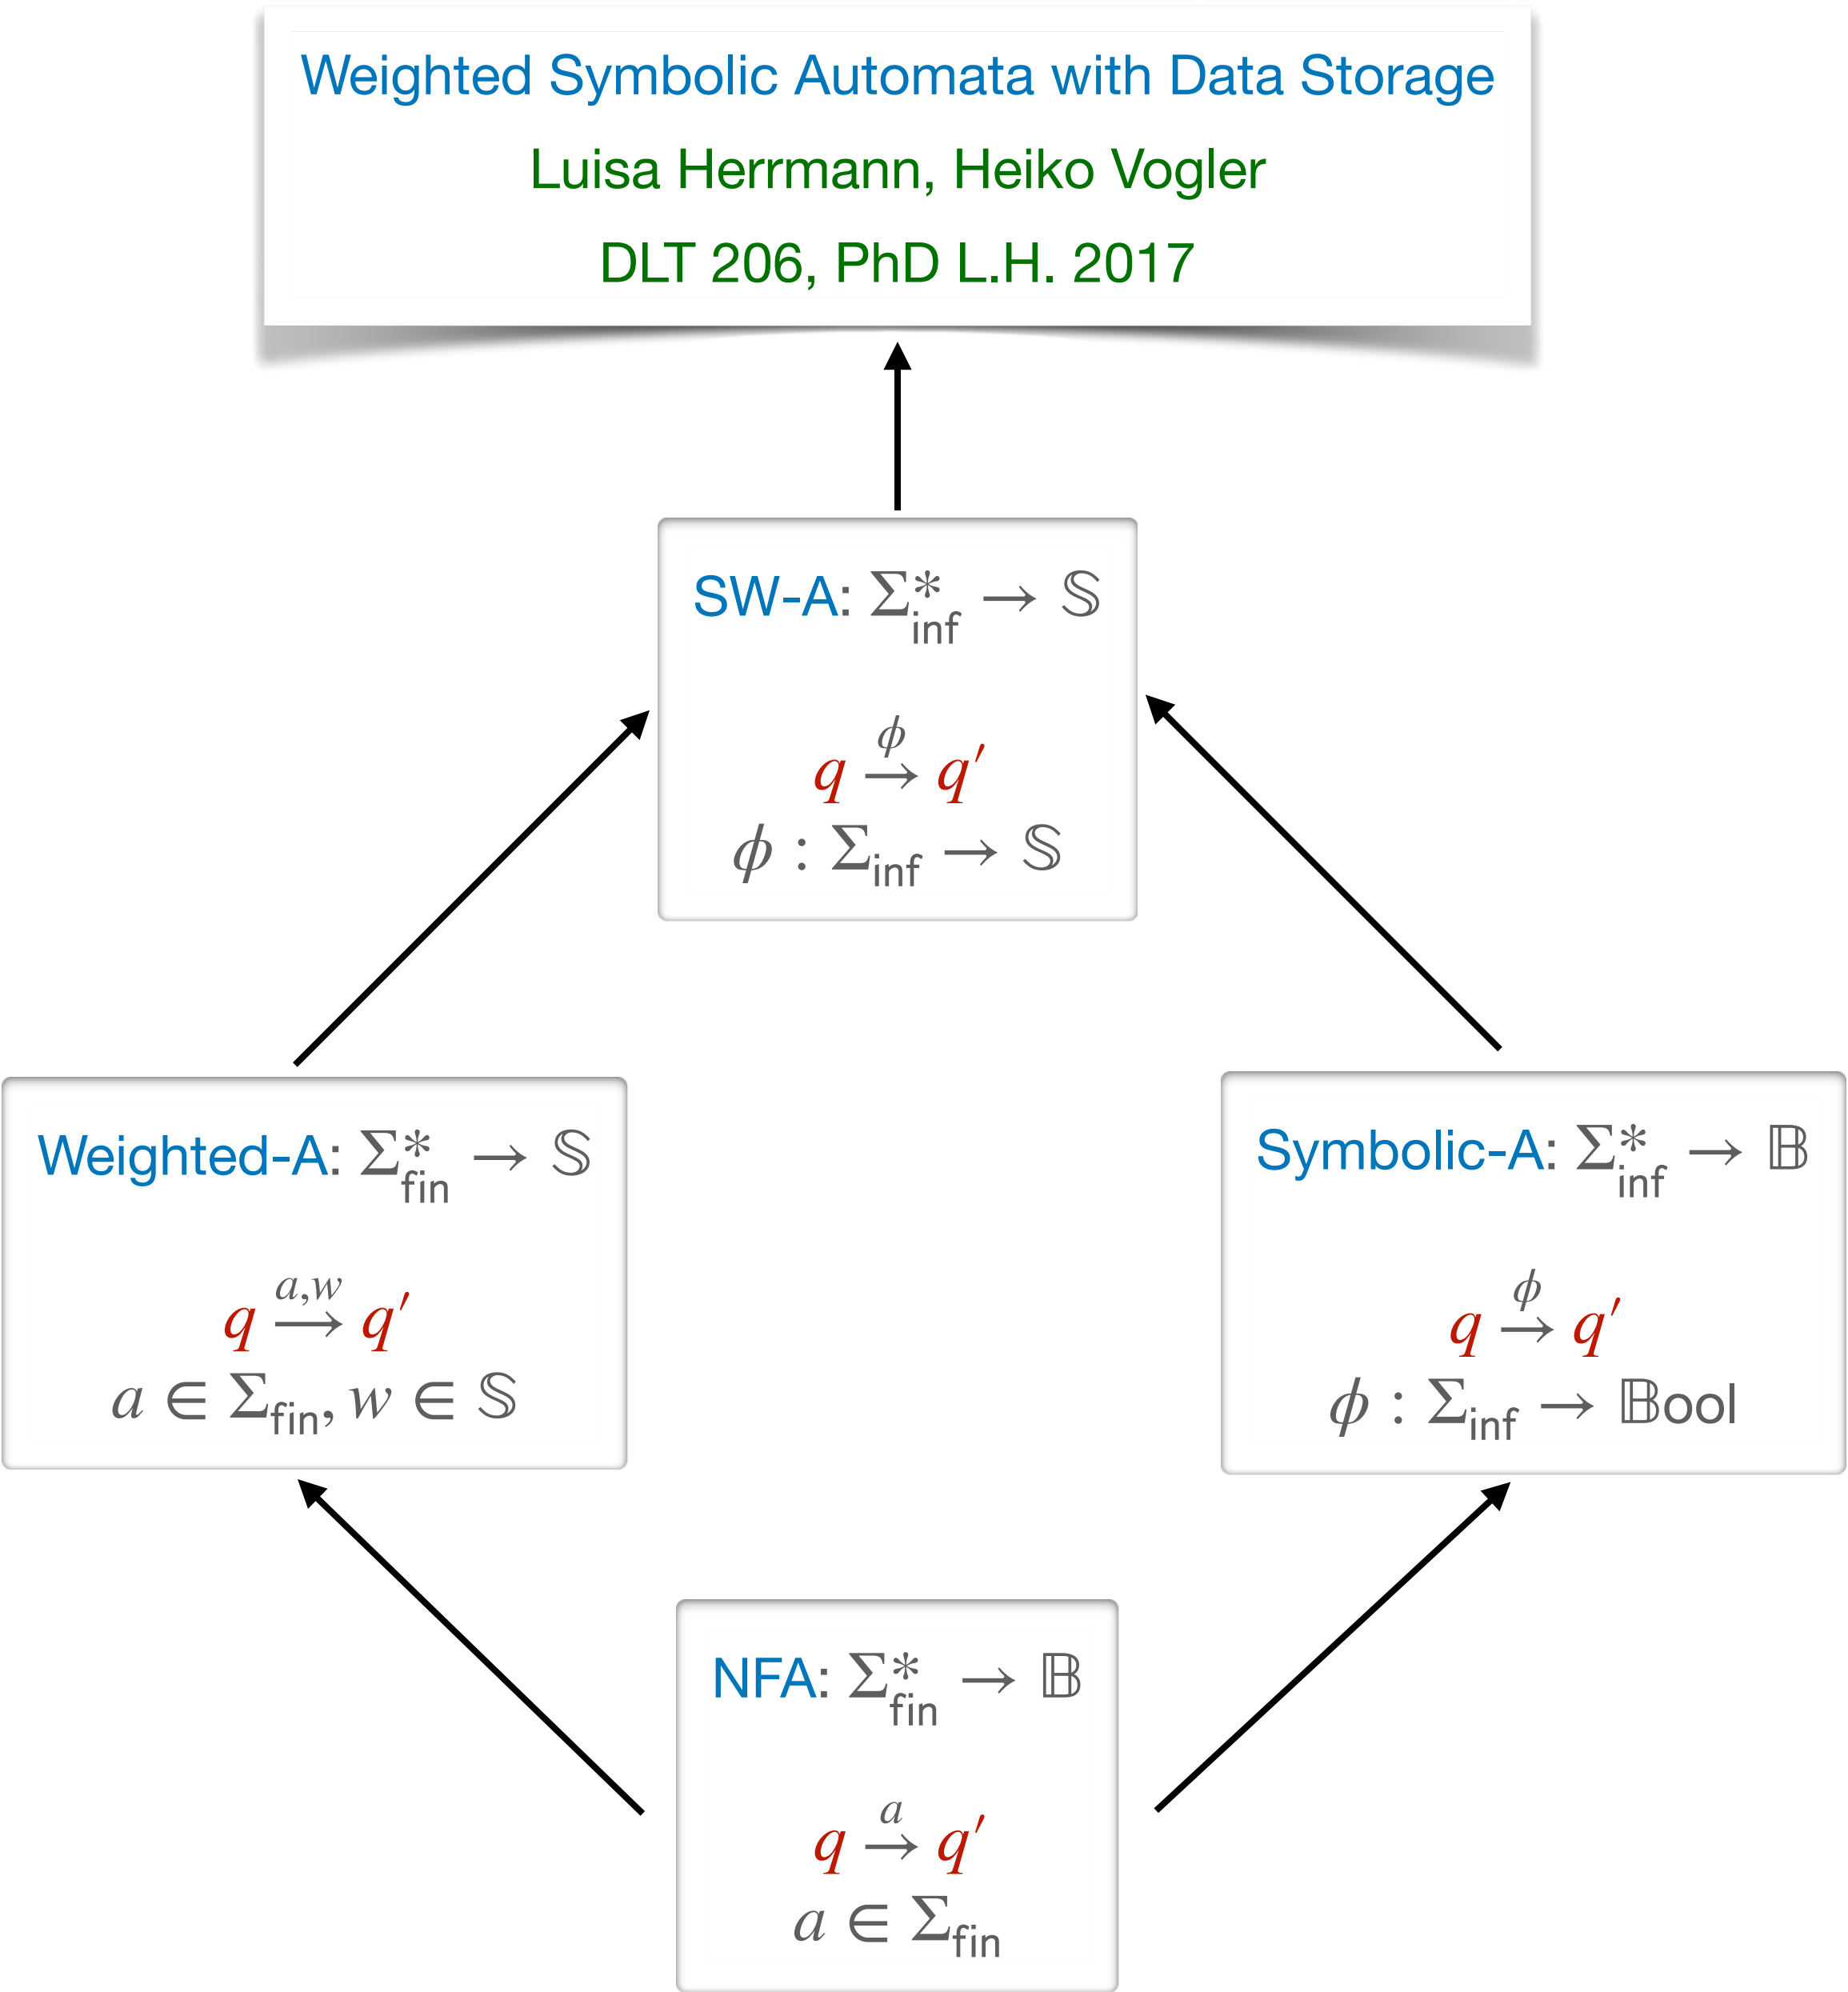 Weighted Symbolic Automata with Data Storage
Luisa Herrmann, Heiko Vogler
DLT 206, PhD L.H. 2017
SW-A: Σ*inf → 𝕊
ϕ
q → q′
ϕ : Σinf → 𝕊
Weighted-A: Σ*fin → 𝕊
a,w
q → q′
a ∈ Σfin, w ∈ 𝕊
Symbolic-A: Σ*inf → 𝔹
ϕ
q → q′
ϕ : Σinf → 𝔹ool
NFA: Σ*fin → 𝔹
a
q → q′
a ∈ Σfin